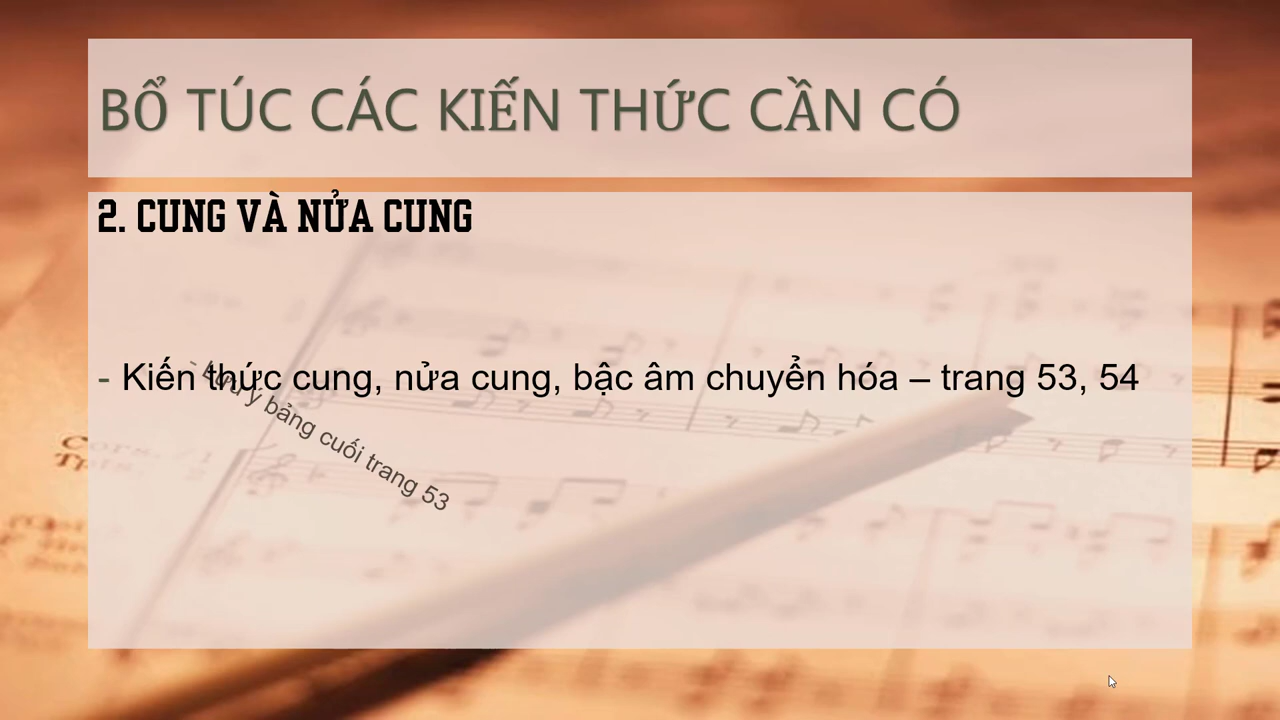 BỔ TÚC CÁC KIẾN THỨC CẦN CÓ
2. CUNG VÀ NỬA CUNG
- Kiến thức cung, nửa cung, bậc âm chuyển hóa – trang 53, 54
- Lưu ý bảng cuối trang 53